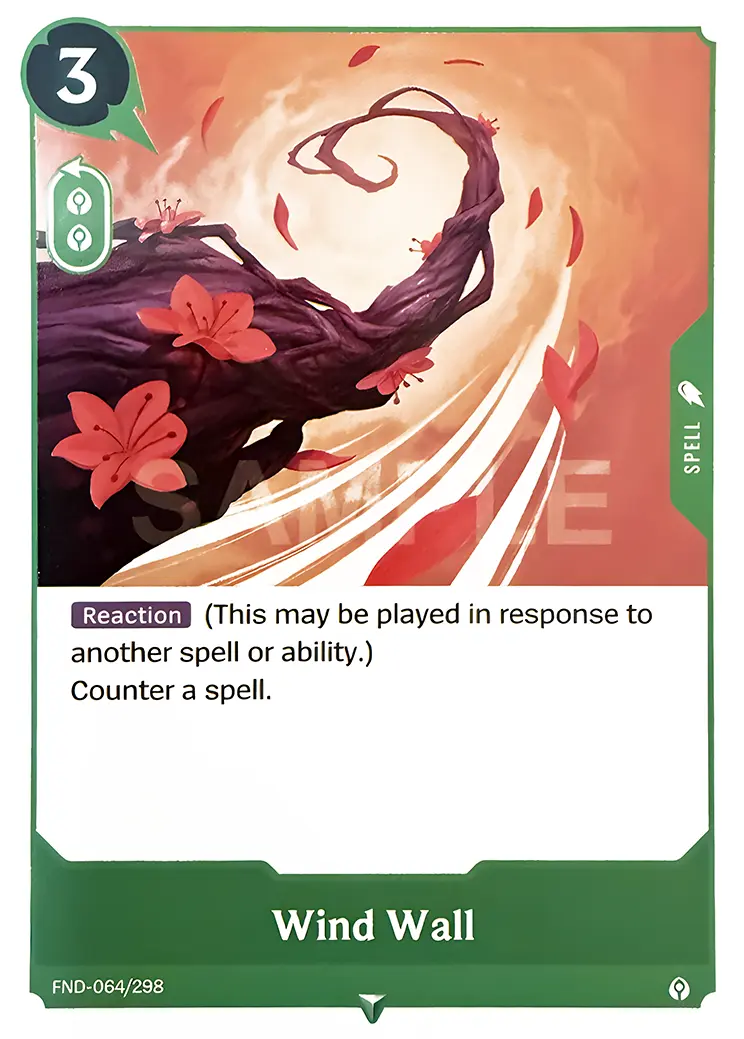 3
SPELL
SAMPLE
Reaction (This may be played in response to
another spell or ability.)
Counter a spell.
Wind Wall
FND-064/298